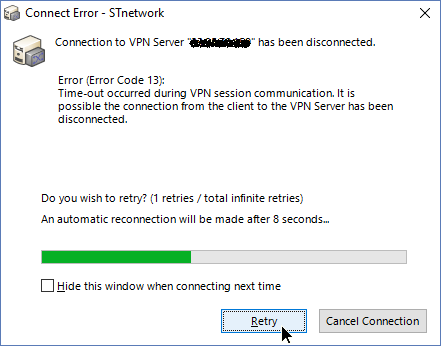 Connect Error - STnetwork
Connection to VPN Server "" has been disconnected.
Error (Error Code 13):
Time-out occurred during VPN session communication. It is
possible the connection from the client to the VPN Server has been
disconnected.
Do you wish to retry? (1 retries / total infinite retries)
An automatic reconnection will be made after 8 seconds...
Hide this window when connecting next time
Retry
Cancel Connection